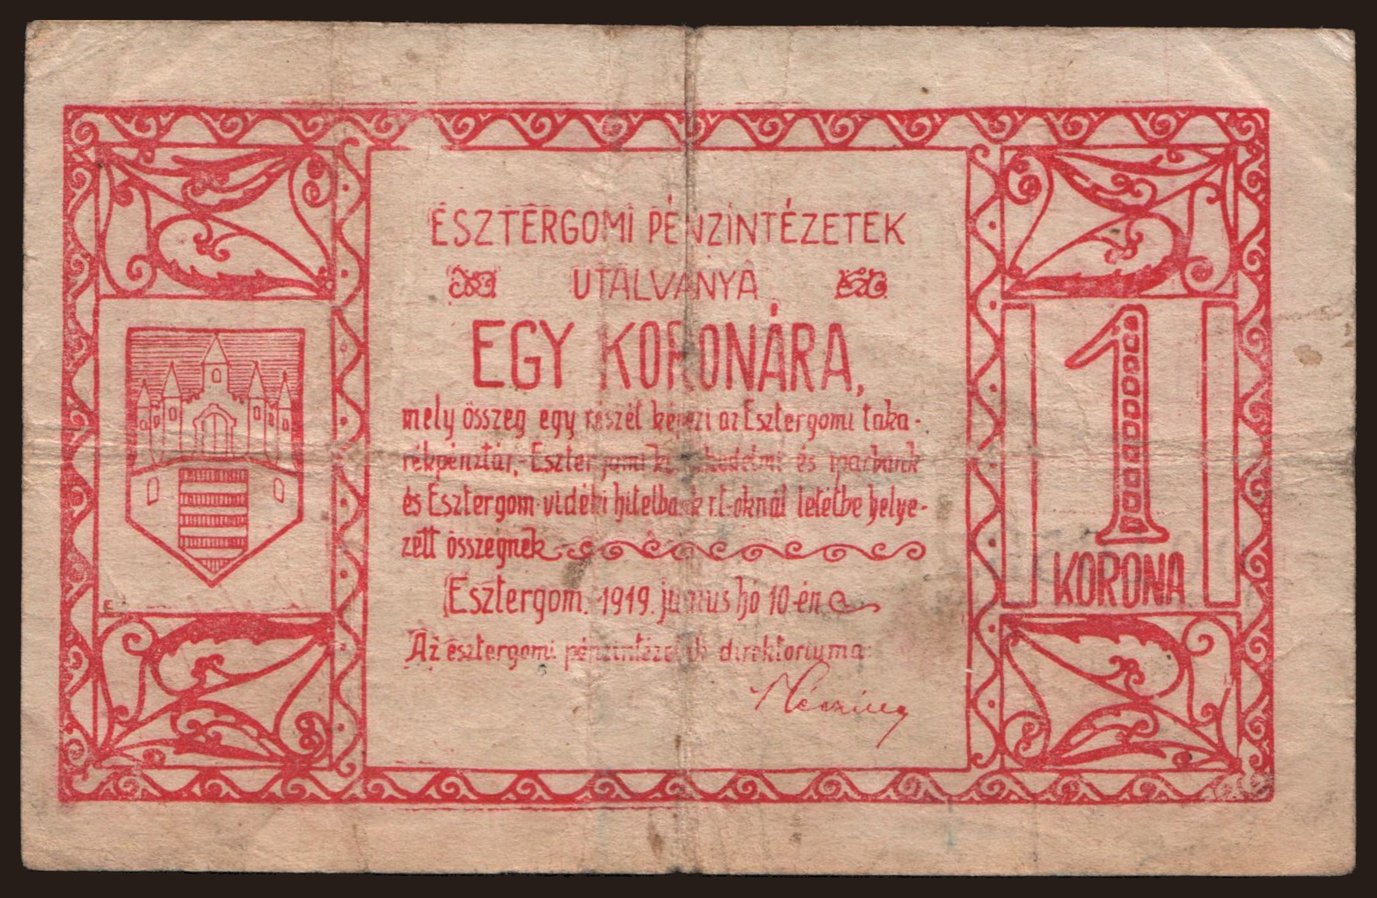 ESZTERGOMI PÉNZINTÉZETEK
UTALVÁNYA
EGY KORONÁRA,
mely összeg egy részét képezi az Esztergomi taka-
rékpénztár, Esztergomi kereskedelmi és iparbank
és Esztergom-vidéki hitelbank r.t.-oknál letétbe helye-
zett összegnek
Esztergom. 1919. junius hó 10-én
Az esztergomi pénzintézetek direktoriuma:
1
KORONA